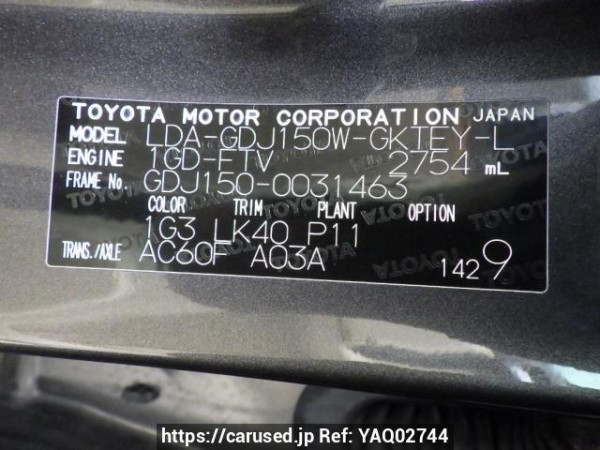 TOYOTA MOTOR CORPORATION JAPAN
MODEL LDA-GDJ150W-GKTEY-L
ENGINE 1GD-FTV 2754 mL
FRAME No. GDJ150-0031463
COLOR TRIM PLANT OPTION
1G3 LK40 P11
TRANS./AXLE AC60F A03A 1429
https://carused.jp Ref: YAQ02744